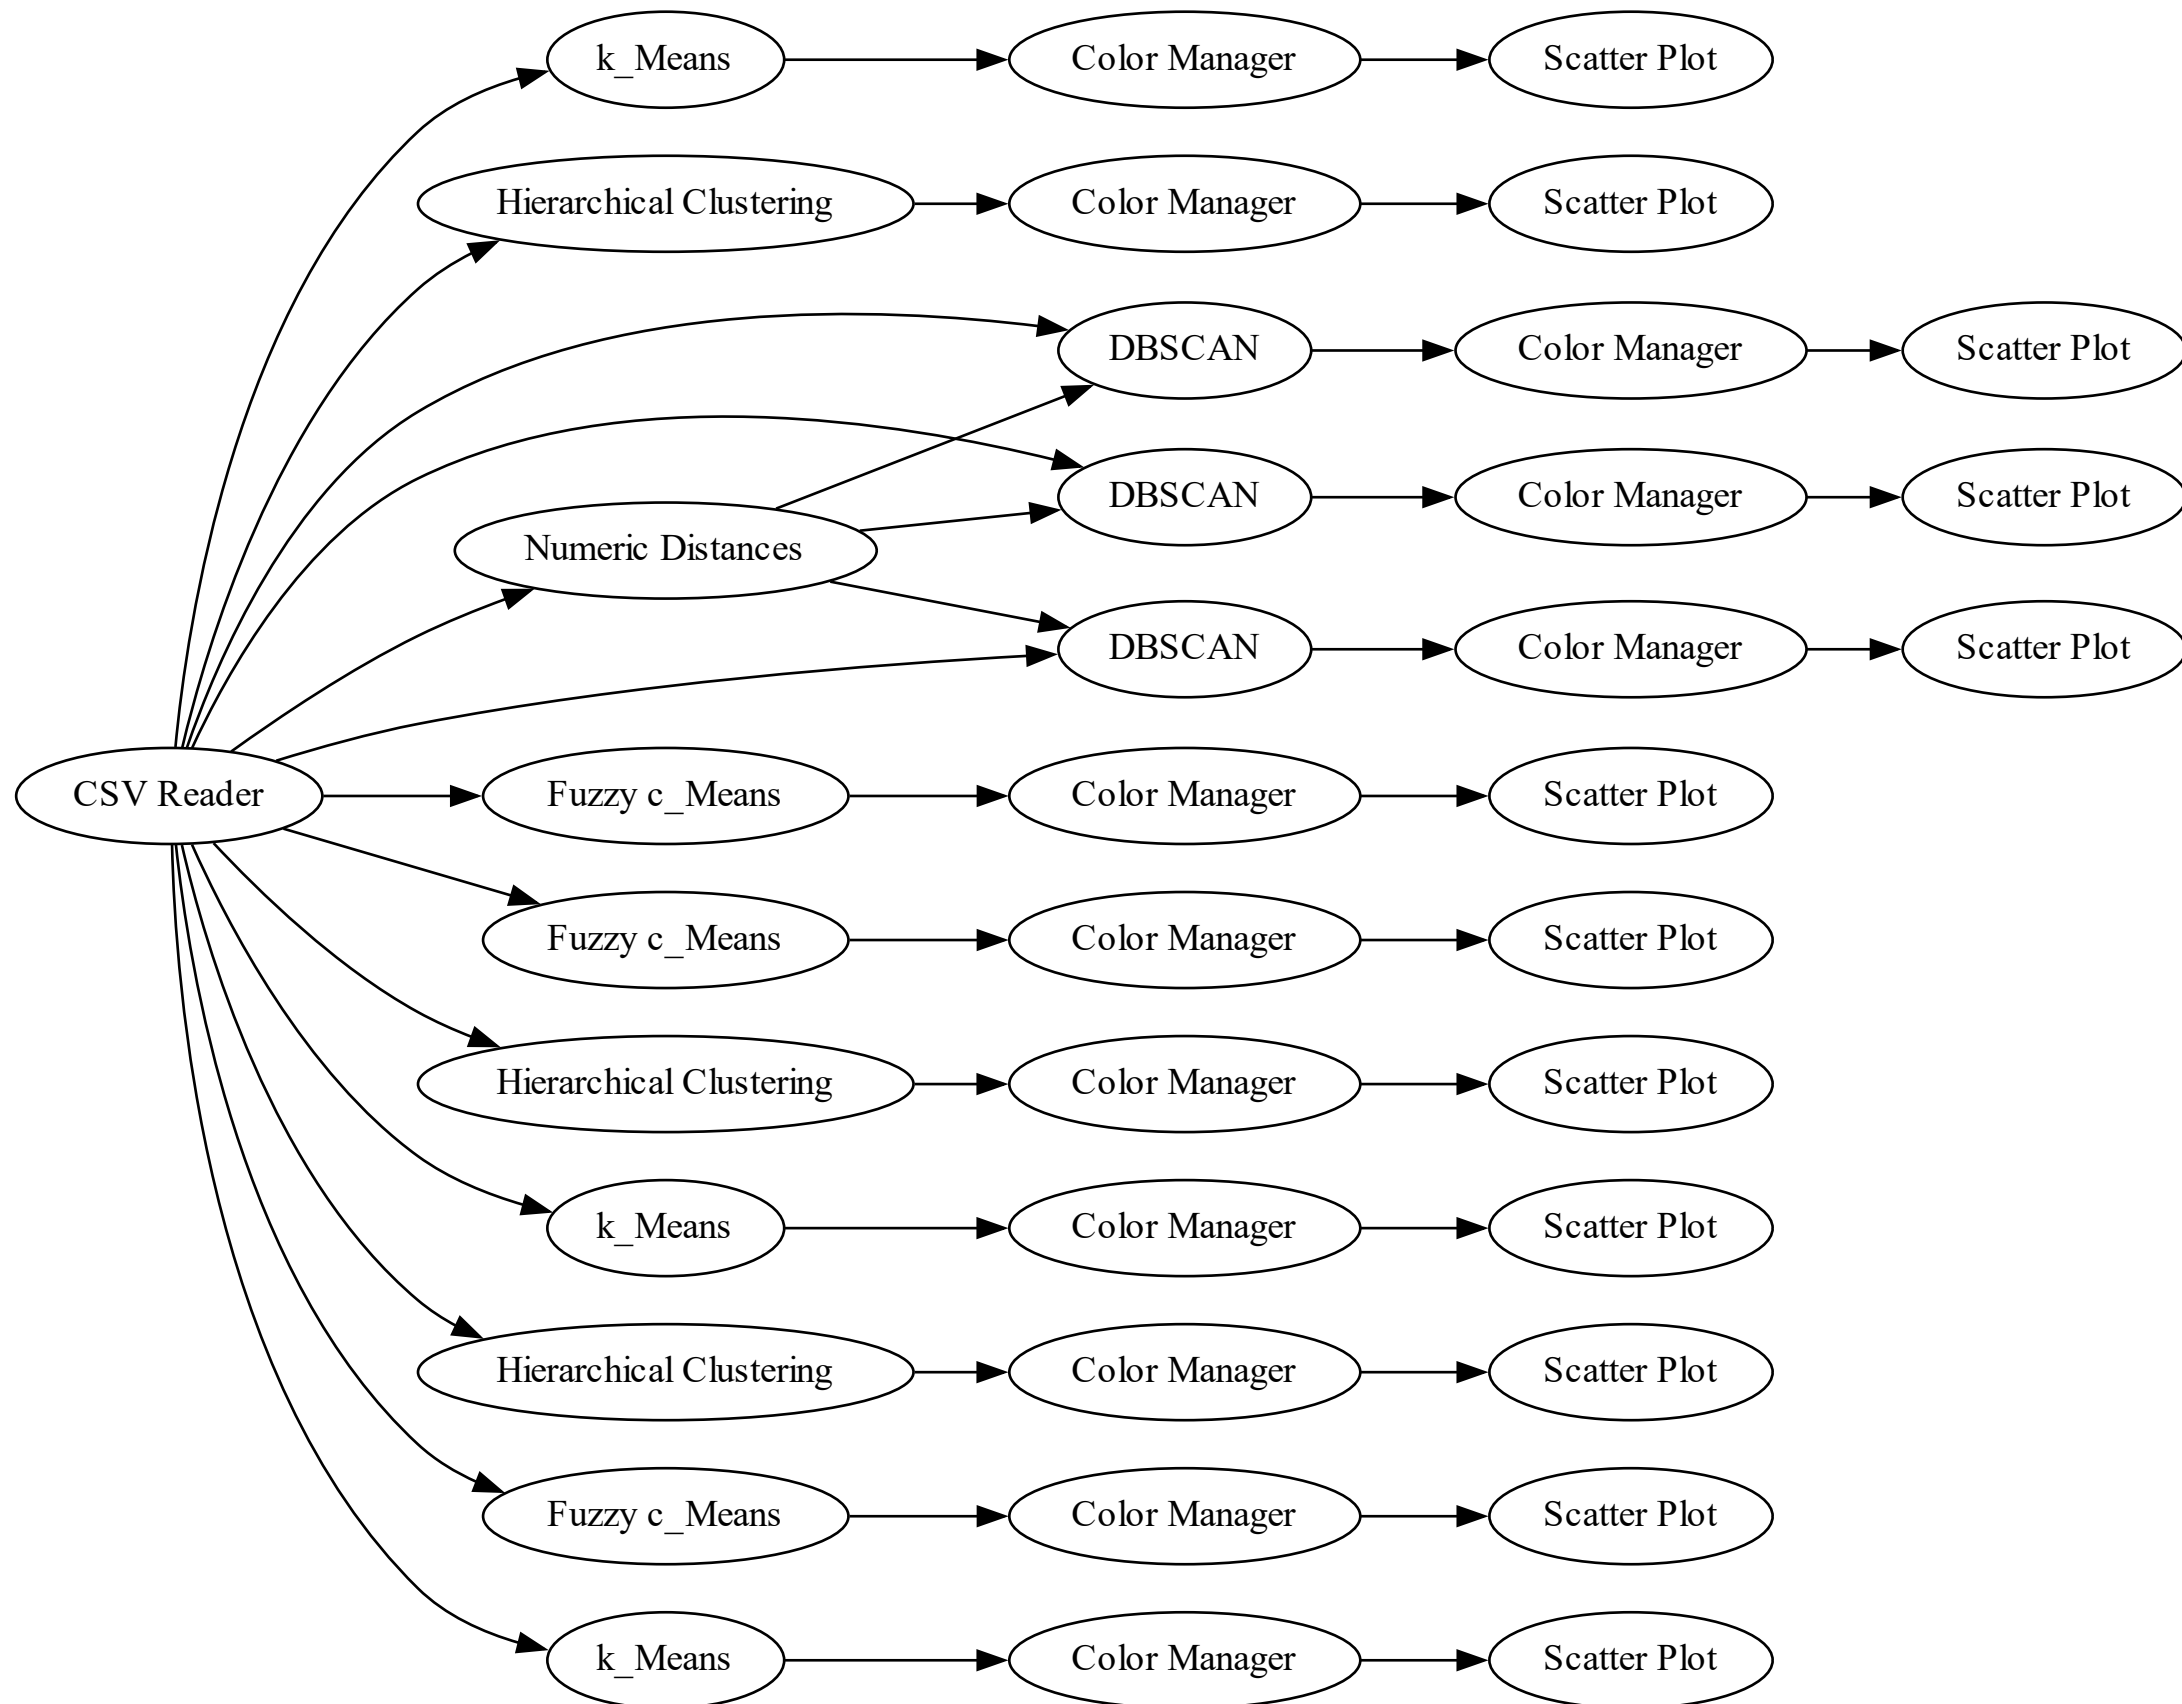 k_Means
Color Manager
Scatter Plot
Hierarchical Clustering
Color Manager
Scatter Plot
DBSCAN
Color Manager
Scatter Plot
DBSCAN
Color Manager
Scatter Plot
Numeric Distances
DBSCAN
Color Manager
Scatter Plot
CSV Reader
Fuzzy c_Means
Color Manager
Scatter Plot
Fuzzy c_Means
Color Manager
Scatter Plot
Hierarchical Clustering
Color Manager
Scatter Plot
k_Means
Color Manager
Scatter Plot
Hierarchical Clustering
Color Manager
Scatter Plot
Fuzzy c_Means
Color Manager
Scatter Plot
k_Means
Color Manager
Scatter Plot